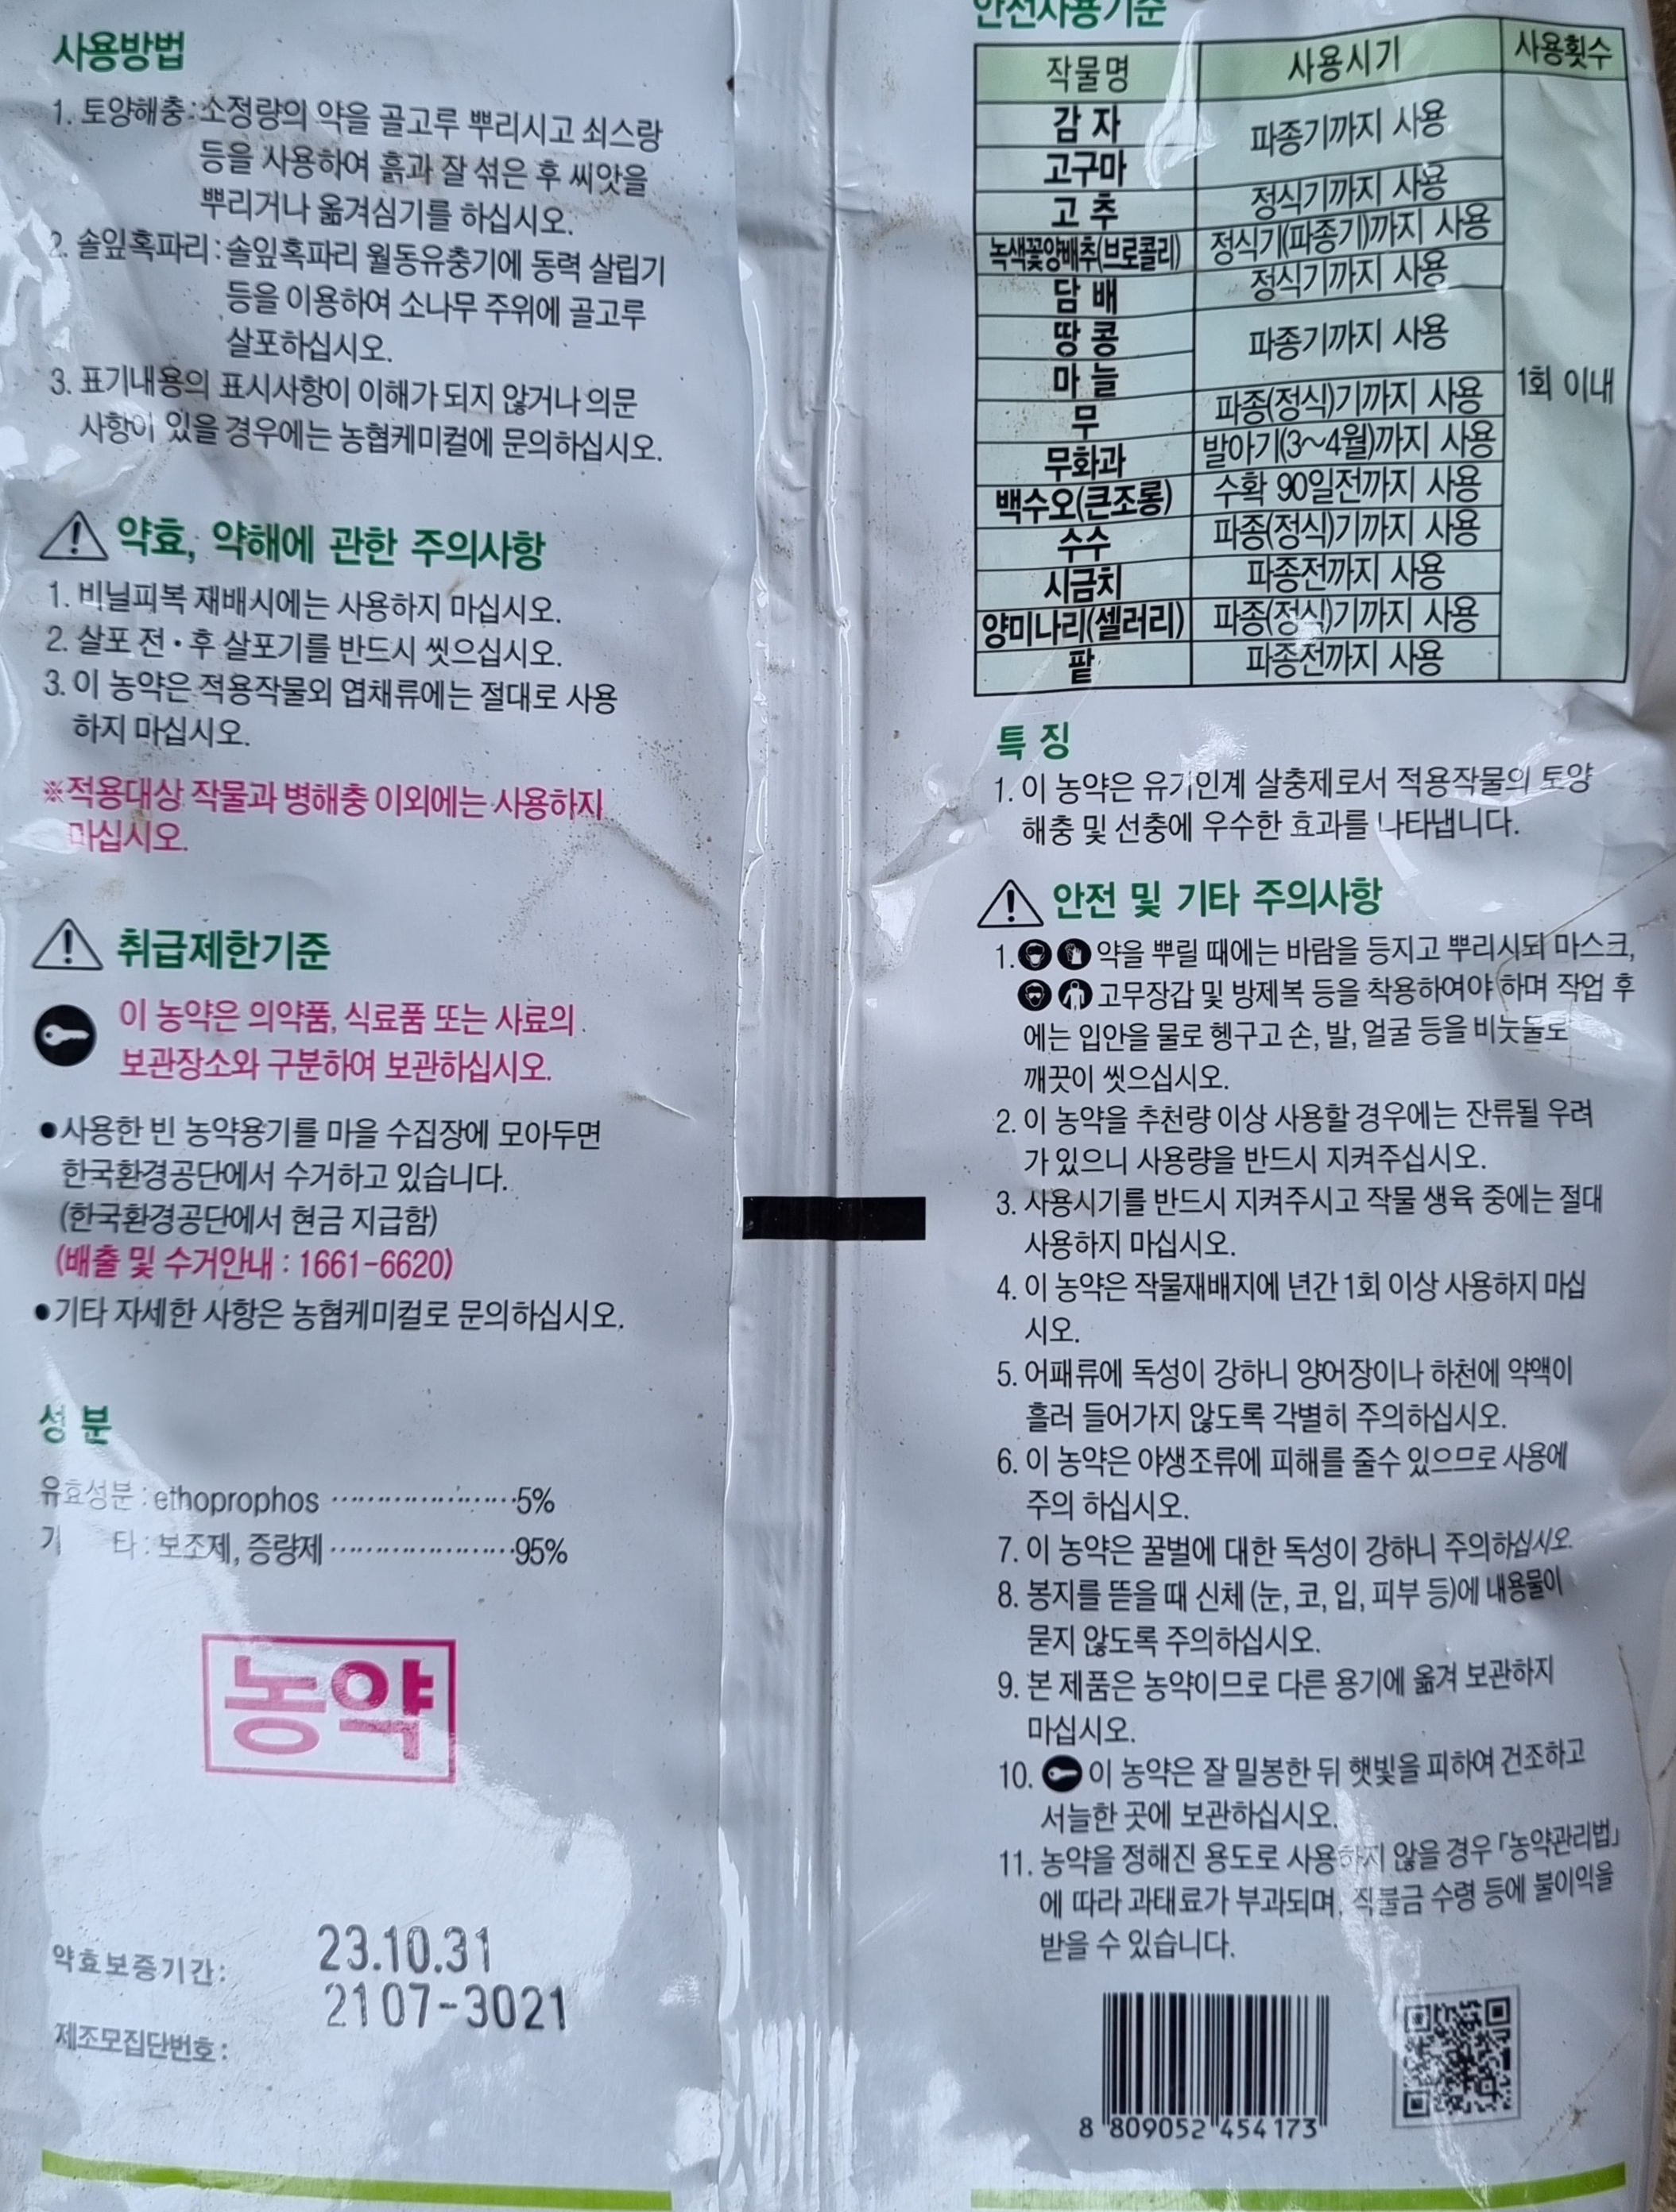 사용방법
1. 토양해충 : 소정량의 약을 골고루 뿌리시고 쇠스랑
등을 사용하여 흙과 잘 섞은 후 씨앗을
뿌리거나 옮겨심기를 하십시오.
2. 솔잎혹파리 : 솔잎혹파리 월동유충기에 동력 살립기
등을 이용하여 소나무 주위에 골고루
살포하십시오.
3. 표기내용의 표시사항이 이해가 되지 않거나 의문
사항이 있을 경우에는 농협케미컬에 문의하십시오.
약효, 약해에 관한 주의사항
1. 비닐피복 재배시에는 사용하지 마십시오.
2. 살포 전·후 살포기를 반드시 씻으십시오.
3. 이 농약은 적용작물외 엽채류에는 절대로 사용
하지 마십시오.
※적용대상 작물과 병해충 이외에는 사용하지
마십시오.
취급제한기준
이 농약은 의약품, 식료품 또는 사료의
보관장소와 구분하여 보관하십시오.
●사용한 빈 농약용기를 마을 수집장에 모아두면
한국환경공단에서 수거하고 있습니다.
(한국환경공단에서 현금 지급함)
(배출 및 수거안내 : 1661-6620)
●기타 자세한 사항은 농협케미컬로 문의하십시오.
성 분
유효성분 : ethoprophos ························5%
기 타 : 보조제, 증량제 ························95%
농약
약효보증기간: 23.10.31
2107-3021
제조모집단번호 :
안전사용기준
작물명 사용시기 사용횟수
감 자 파종기까지 사용
고구마
고 추 정식기까지 사용
녹색꽃양배추(브로콜리) 정식기(파종기)까지 사용
담 배 정식기까지 사용
땅 콩 파종기까지 사용
마 늘
1회 이내
무 파종(정식)기까지 사용
무화과 발아기(3~4월)까지 사용
백수오(큰조롱) 수확 90일전까지 사용
수수 파종(정식)기까지 사용
시금치 파종전까지 사용
양미나리(셀러리) 파종(정식)기까지 사용
팥 파종전까지 사용
특 징
1. 이 농약은 유기인계 살충제로서 적용작물의 토양
해충 및 선충에 우수한 효과를 나타냅니다.
안전 및 기타 주의사항
1. 약을 뿌릴 때에는 바람을 등지고 뿌리시되 마스크,
고무장갑 및 방제복 등을 착용하여야 하며 작업 후
에는 입안을 물로 헹구고 손, 발, 얼굴 등을 비눗물로
깨끗이 씻으십시오.
2. 이 농약을 추천량 이상 사용할 경우에는 잔류될 우려
가 있으니 사용량을 반드시 지켜주십시오.
3. 사용시기를 반드시 지켜주시고 작물 생육 중에는 절대
사용하지 마십시오.
4. 이 농약은 작물재배지에 년간 1회 이상 사용하지 마십
시오.
5. 어패류에 독성이 강하니 양어장이나 하천에 약액이
흘러 들어가지 않도록 각별히 주의하십시오.
6. 이 농약은 야생조류에 피해를 줄수 있으므로 사용에
주의 하십시오.
7. 이 농약은 꿀벌에 대한 독성이 강하니 주의하십시오.
8. 봉지를 뜯을 때 신체 (눈, 코, 입, 피부 등)에 내용물이
묻지 않도록 주의하십시오.
9. 본 제품은 농약이므로 다른 용기에 옮겨 보관하지
마십시오.
10. 이 농약은 잘 밀봉한 뒤 햇빛을 피하여 건조하고
서늘한 곳에 보관하십시오.
11. 농약을 정해진 용도로 사용하지 않을 경우 「농약관리법」
에 따라 과태료가 부과되며, 직불금 수령 등에 불이익을
받을 수 있습니다.
8 809052 454173